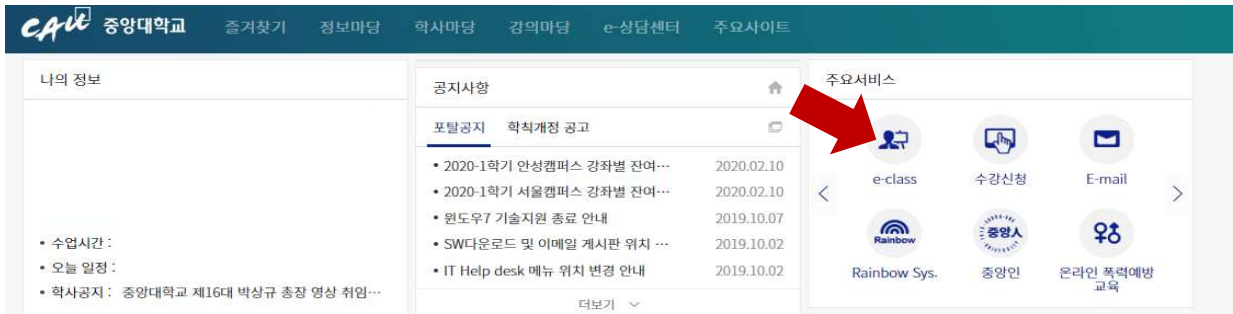 CAU 중앙대학교 즐겨찾기 정보마당 학사마당 강의마당 e-상담센터 주요사이트
나의 정보
• 수업시간 :
• 오늘 일정 :
• 학사공지 : 중앙대학교 제16대 박상규 총장 영상 취임…
공지사항
포탈공지 학칙개정 공고
• 2020-1학기 안성캠퍼스 강좌별 잔여… 2020.02.10
• 2020-1학기 서울캠퍼스 강좌별 잔여… 2020.02.10
• 윈도우7 기술지원 종료 안내 2019.10.07
• SW다운로드 및 이메일 게시판 위치 … 2019.10.02
• IT Help desk 메뉴 위치 변경 안내 2019.10.02
더보기
주요서비스
e-class 수강신청 E-mail
Rainbow 중앙人
Rainbow Sys. 중앙인 온라인 폭력예방
교육